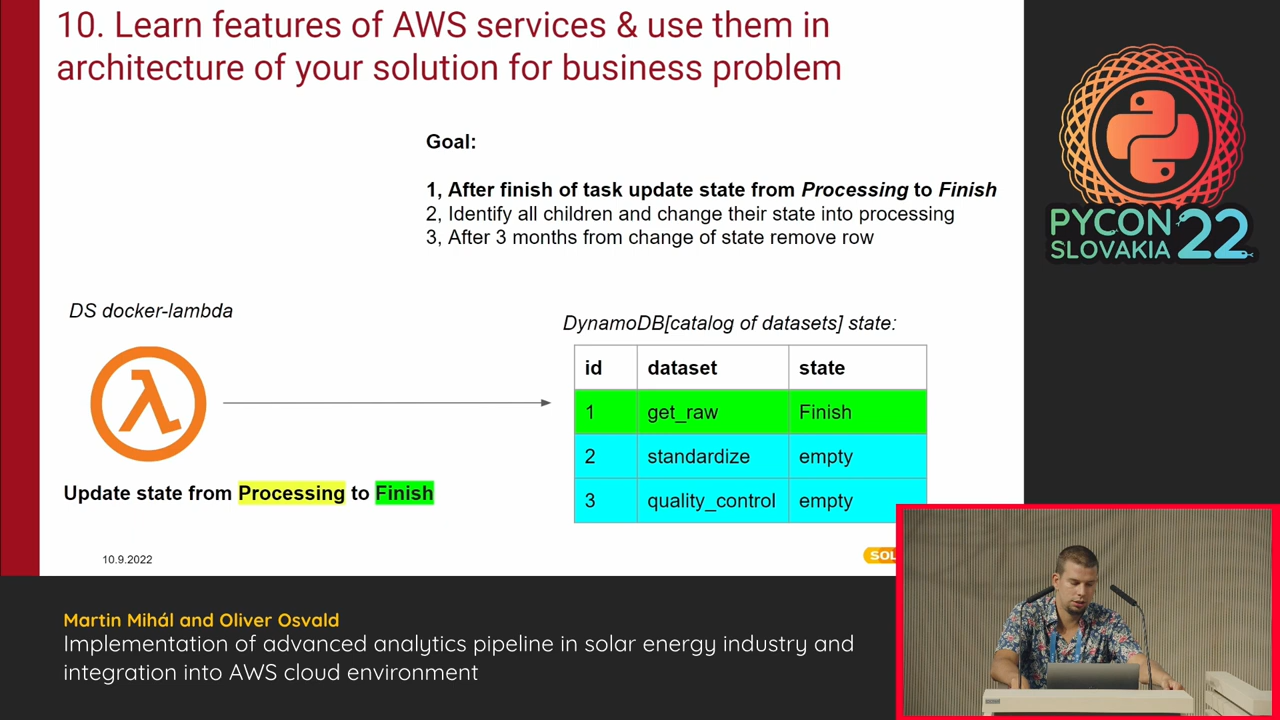 10. Learn features of AWS services & use them in
architecture of your solution for business problem
Goal:
1, After finish of task update state from Processing to Finish
2, Identify all children and change their state into processing
3, After 3 months from change of state remove row
DS docker-lambda
Update state from Processing to Finish
DynamoDB[catalog of datasets] state:
id dataset state
1 get_raw Finish
2 standardize empty
3 quality_control empty
10.9.2022
PYCON
SLOVAKIA 22
Martin Mihál and Oliver Osvald
Implementation of advanced analytics pipeline in solar energy industry and
integration into AWS cloud environment